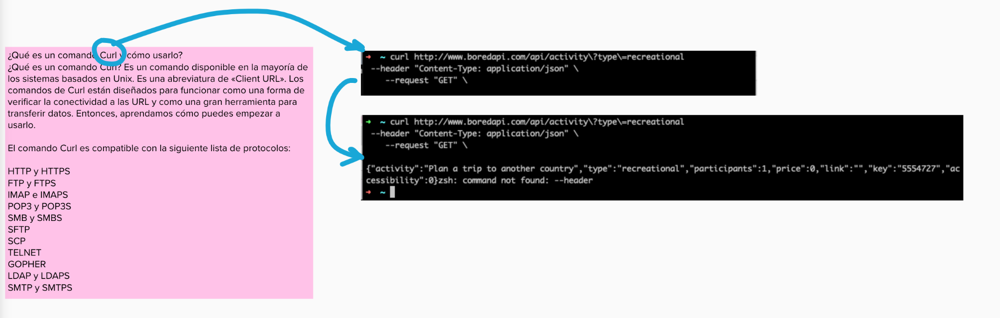 ¿Qué es un comando Curl y cómo usarlo?
¿Qué es un comando Curl? Es un comando disponible en la mayoría de
los sistemas basados en Unix. Es una abreviatura de «Client URL». Los
comandos de Curl están diseñados para funcionar como una forma de
verificar la conectividad a las URL y como una gran herramienta para
transferir datos. Entonces, aprendamos cómo puedes empezar a
usarlo.
El comando Curl es compatible con la siguiente lista de protocolos:
HTTP y HTTPS
FTP y FTPS
IMAP e IMAPS
POP3 y POP3S
SMB y SMBS
SFTP
SCP
TELNET
GOPHER
LDAP y LDAPS
SMTP y SMTPS
➜ ~ curl http://www.boredapi.com/api/activity\?type\=recreational
--header "Content-Type: application/json" \
--request "GET" \
➜ ~ curl http://www.boredapi.com/api/activity\?type\=recreational
--header "Content-Type: application/json" \
--request "GET" \
{"activity":"Plan a trip to another country","type":"recreational","participants":1,"price":0,"link":"","key":"5554727","ac
cessibility":0}zsh: command not found: --header
➜ ~